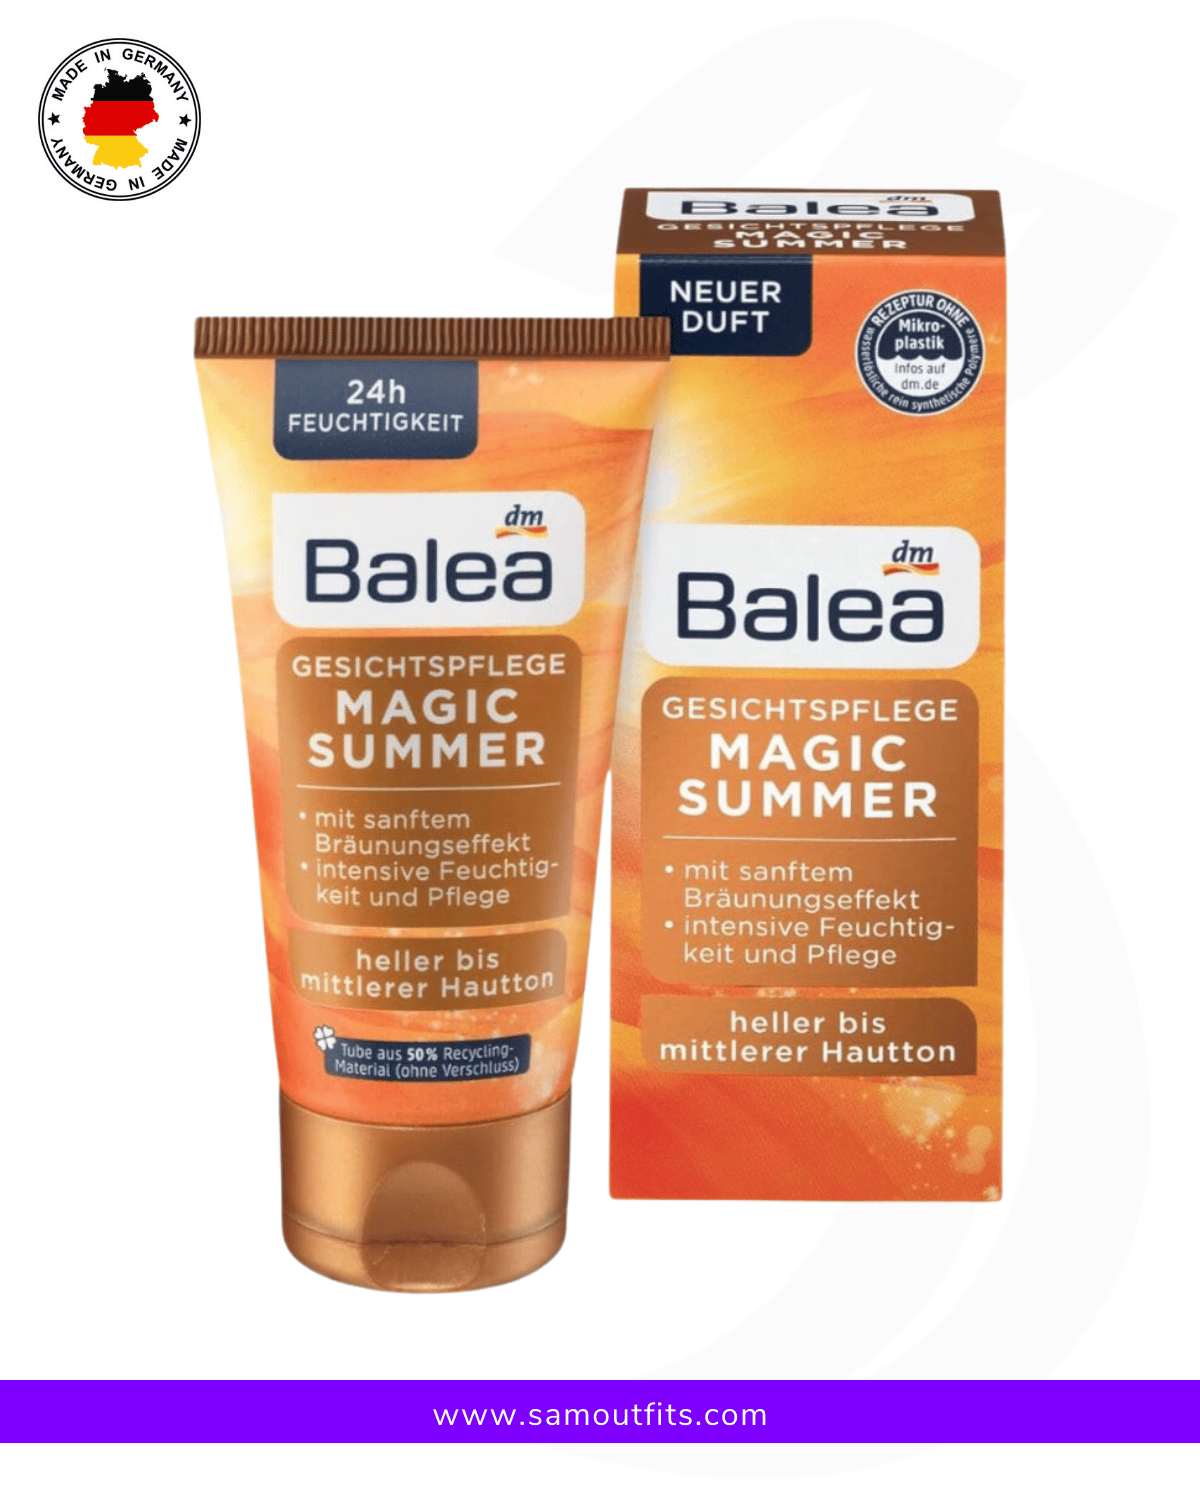 MADE IN GERMANY
MADE IN GERMANY
dm
Balea
GESICHTSPFLEGE
MAGIC
SUMMER
NEUER
DUFT
REZEPTUR OHNE
Mikro-
plastik
Infos auf
dm.de
wasserlösliche rein synthetische Polymere
dm
Balea
GESICHTSPFLEGE
MAGIC
SUMMER
• mit sanftem
Bräunungseffekt
• intensive Feuchtig-
keit und Pflege
heller bis
mittlerer Hautton
24h
FEUCHTIGKEIT
dm
Balea
GESICHTSPFLEGE
MAGIC
SUMMER
• mit sanftem
Bräunungseffekt
• intensive Feuchtig-
keit und Pflege
heller bis
mittlerer Hautton
Tube aus 50% Recycling-
Material (ohne Verschluss)
www.samoutfits.com